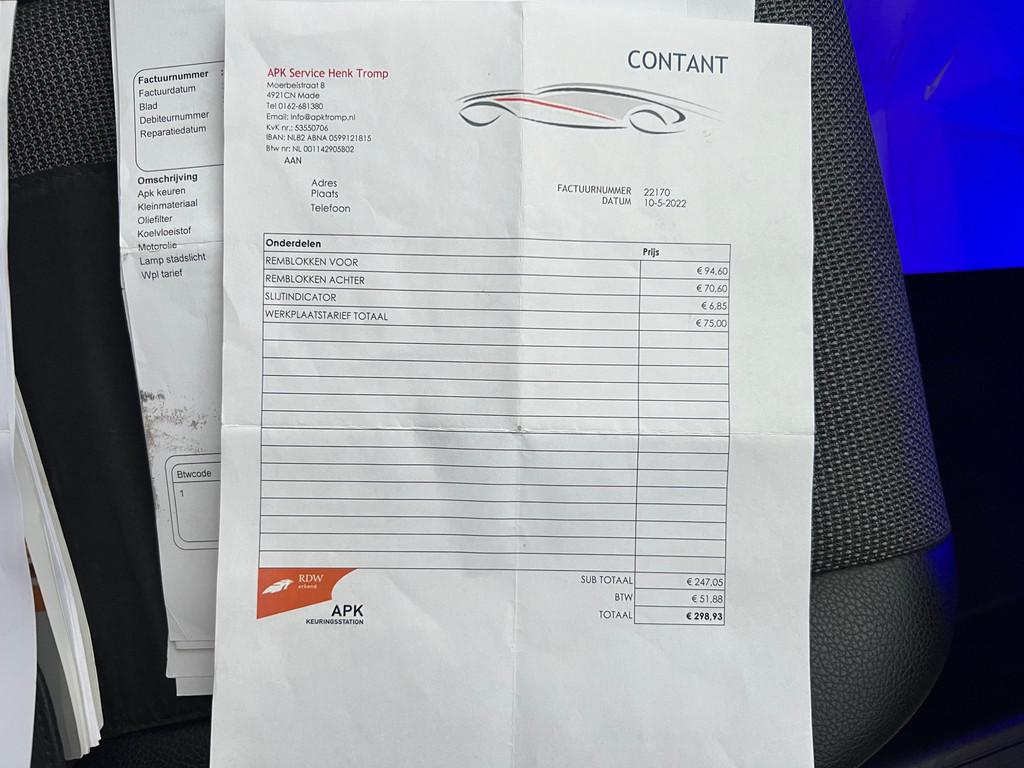 Factuurnummer :
Factuurdatum
Blad
Debiteurnummer
Reparatiedatum
Omschrijving
Apk keuren
Kleinmateriaal
Oliefilter
Koelvloeistof
Motorolie
Lamp stadslicht
Wpl tarief
Btwcode
1
CONTANT
APK Service Henk Tromp
Moerbeistraat 8
4921CN Made
Tel 0162-681380
Email: info@apktromp.nl
KvK nr.: 53550706
IBAN: NL82 ABNA 0599121815
Btw nr: NL 001142905B02
AAN
Adres
Plaats
Telefoon
FACTUURNUMMER 22170
DATUM 10-5-2022
Onderdelen Prijs
REMBLOKKEN VOOR € 94,60
REMBLOKKEN ACHTER € 70,60
SLIJTINDICATOR € 6,85
WERKPLAATSTARIEF TOTAAL € 75,00
SUB TOTAAL € 247,05
BTW € 51,88
TOTAAL € 298,93
RDW
erkend
APK
KEURINGSSTATION